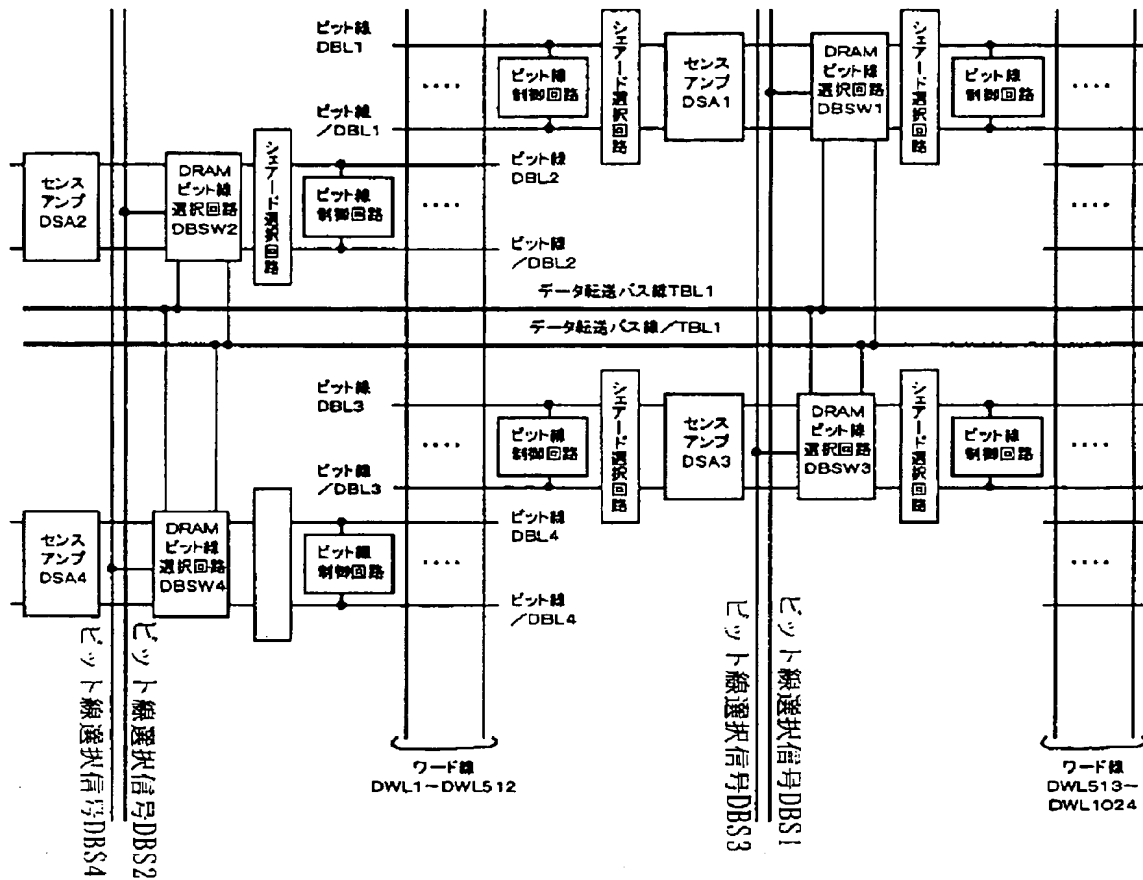 ビット線
DBL1
ビット線
制御回路
シェアード選択回路
センス
アンプ
DSA1
DRAM
ビット線
選択回路
DBSW1
シェアード選択回路
ビット線
制御回路
ビット線
/DBL1
センス
アンプ
DSA2
DRAM
ビット線
選択回路
DBSW2
シェアード選択回路
ビット線
制御回路
ビット線
DBL2
ビット線
/DBL2
データ転送バス線TBL1
データ転送バス線/TBL1
ビット線
DBL3
ビット線
制御回路
シェアード選択回路
センス
アンプ
DSA3
DRAM
ビット線
選択回路
DBSW3
シェアード選択回路
ビット線
制御回路
ビット線
/DBL3
センス
アンプ
DSA4
DRAM
ビット線
選択回路
DBSW4
ビット線
制御回路
ビット線
DBL4
ビット線
/DBL4
ビット線選択信号DBS4
ビット線選択信号DBS2
ビット線選択信号DBS3
ビット線選択信号DBS1
ワード線
DWL1~DWL512
ワード線
DWL513~
DWL1024